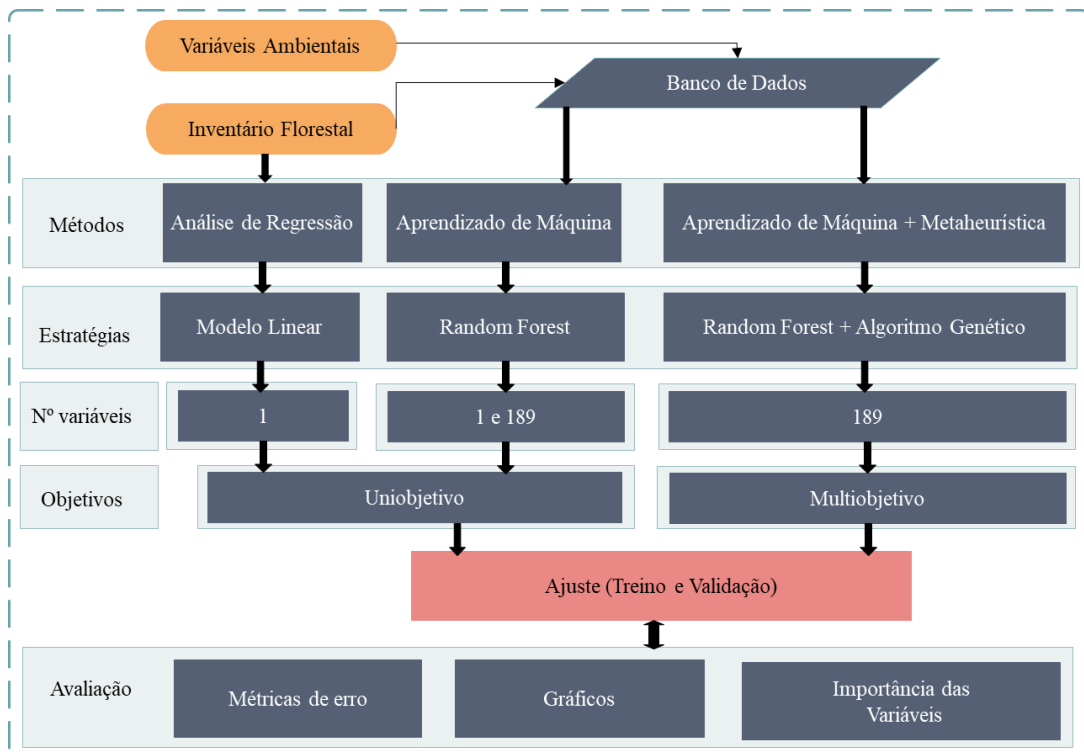 Variáveis Ambientais
Banco de Dados
Inventário Florestal
Métodos
Análise de Regressão
Aprendizado de Máquina
Aprendizado de Máquina + Metaheurística
Estratégias
Modelo Linear
Random Forest
Random Forest + Algoritmo Genético
Nº variáveis
1
1 e 189
189
Objetivos
Uniobjetivo
Multiobjetivo
Ajuste (Treino e Validação)
Avaliação
Métricas de erro
Gráficos
Importância das
Variáveis